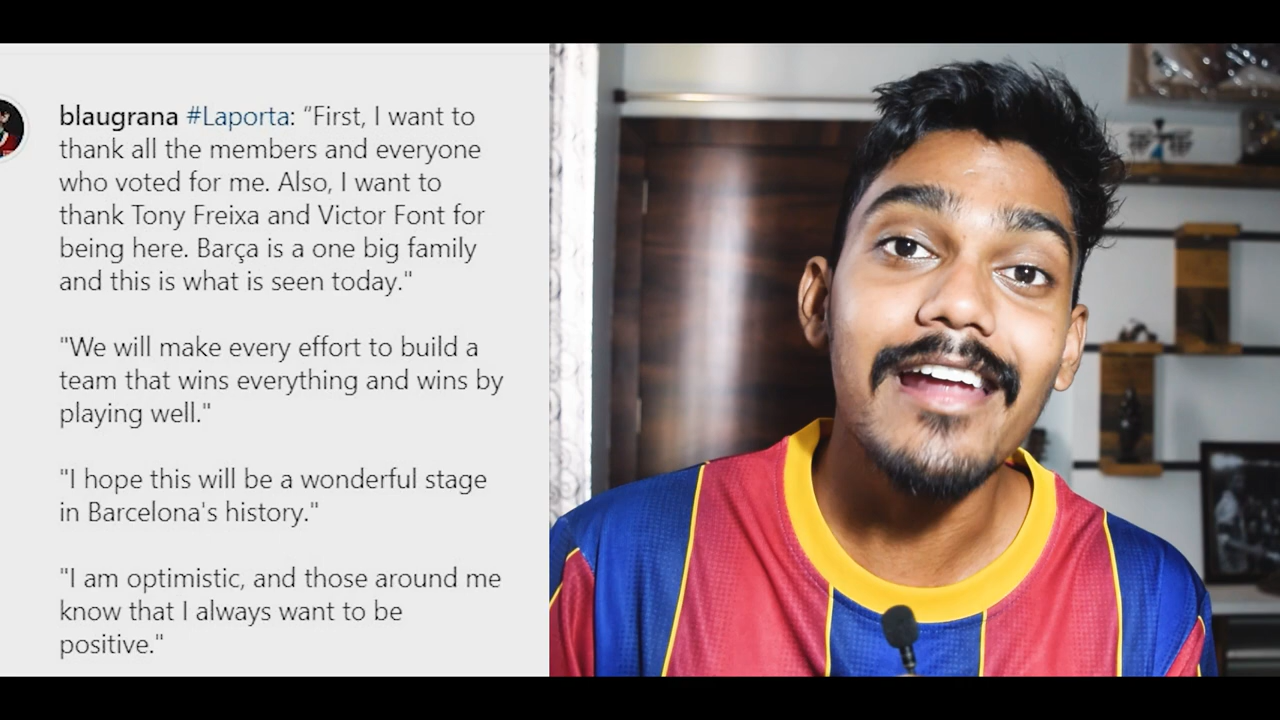 blaugrana #Laporta: “First, I want to
thank all the members and everyone
who voted for me. Also, I want to
thank Tony Freixa and Victor Font for
being here. Barça is a one big family
and this is what is seen today."
"We will make every effort to build a
team that wins everything and wins by
playing well."
"I hope this will be a wonderful stage
in Barcelona's history."
"I am optimistic, and those around me
know that I always want to be
positive."